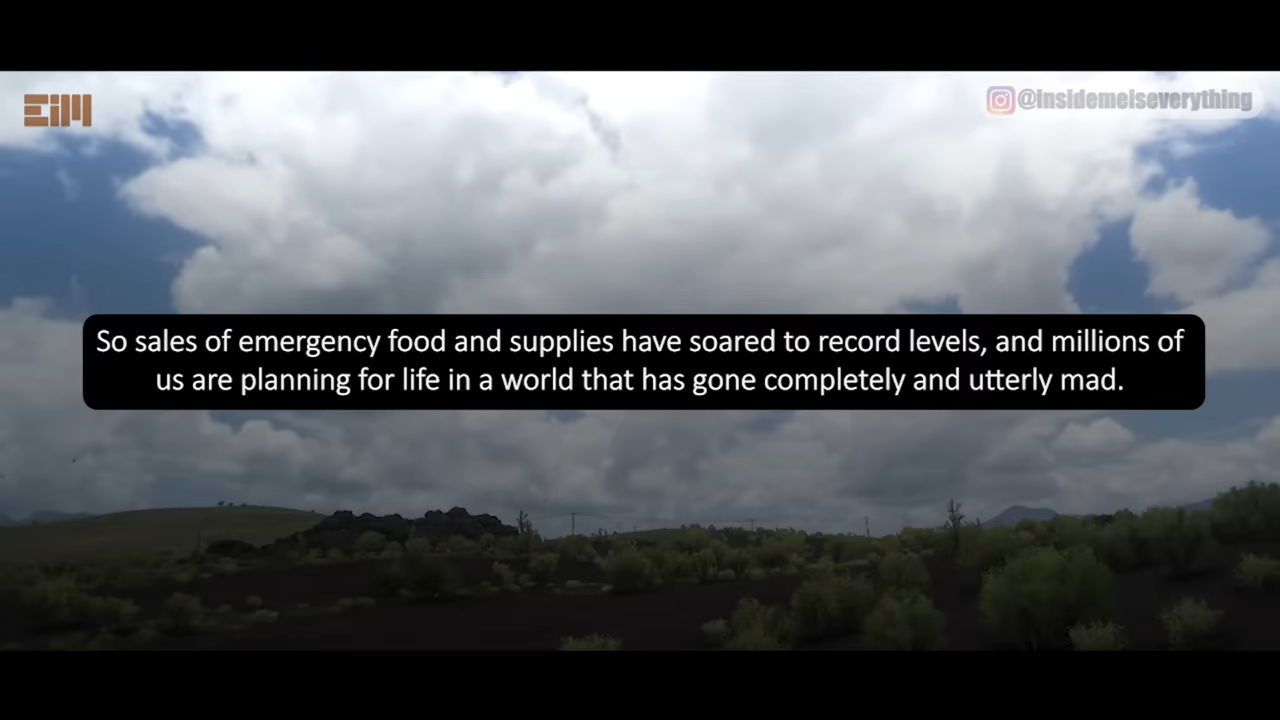 EiM
@insidemeiseverything
So sales of emergency food and supplies have soared to record levels, and millions of
us are planning for life in a world that has gone completely and utterly mad.